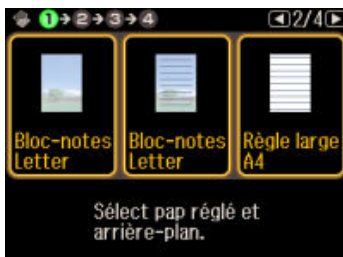 1→2→3→4 ◀2/4▶
Bloc-notes
Letter
Bloc-notes
Letter
Règle large
A4
Sélect pap réglé et
arrière-plan.